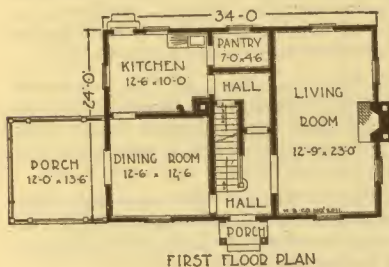 34-0
24-0
KITCHEN
12-6 x 10-0
PANTRY
7-0 x 4-6
HALL
LIVING
ROOM
12'-9" x 23'0"
PORCH
12-0" x 13'6"
DINING ROOM
12-6" x 12'-6
HALL
PORCH
FIRST FLOOR PLAN